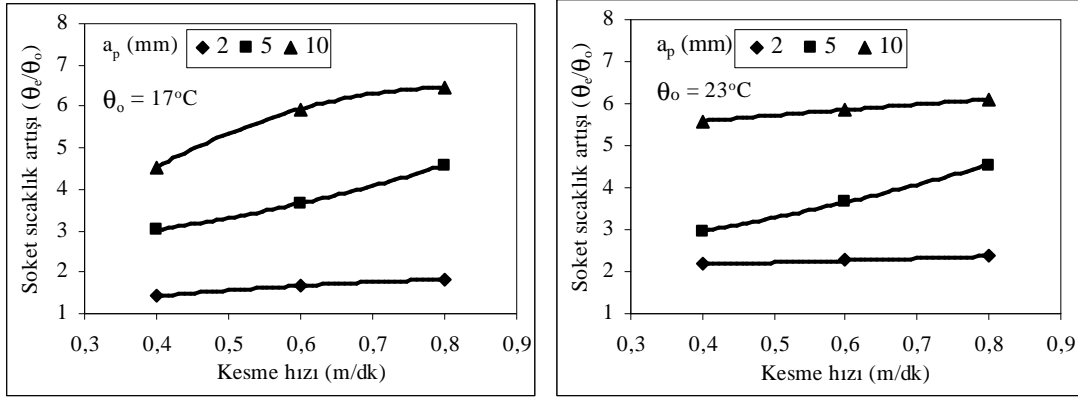 8
7
6
5
4
3
2
1
Soket sıcaklık artışı (θe/θo)
ap (mm) 2 5 10
θo = 17°C
0,3 0,4 0,5 0,6 0,7 0,8 0,9
Kesme hızı (m/dk)
8
7
6
5
4
3
2
1
Soket sıcaklık artışı (θe/θo)
ap (mm) 2 5 10
θo = 23°C
0,3 0,4 0,5 0,6 0,7 0,8 0,9
Kesme hızı (m/dk)